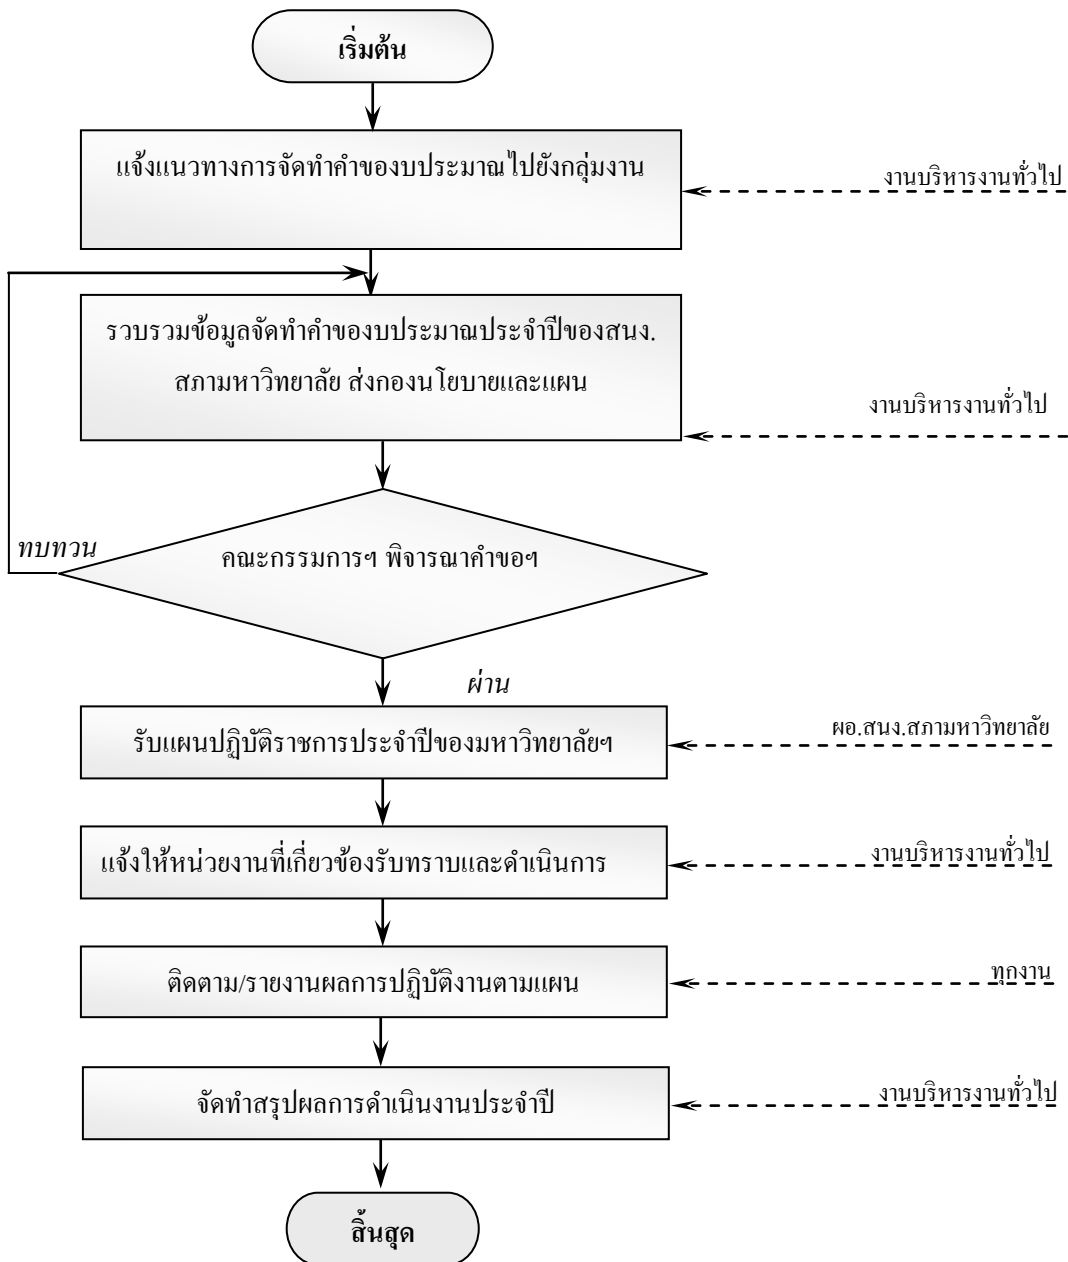 เริ่มต้น
แจ้งแนวทางการจัดทำคำของบประมาณไปยังกลุ่มงาน
งานบริหารงานทั่วไป
รวบรวมข้อมูลจัดทำคำของบประมาณประจำปีของสนง.
สภามหาวิทยาลัย ส่งกองนโยบายและแผน
งานบริหารงานทั่วไป
ทบทวน
คณะกรรมการฯ พิจารณาคำขอฯ
ผ่าน
รับแผนปฏิบัติราชการประจำปีของมหาวิทยาลัยฯ
ผอ.สนง.สภามหาวิทยาลัย
แจ้งให้หน่วยงานที่เกี่ยวข้องรับทราบและดำเนินการ
งานบริหารงานทั่วไป
ติดตาม/รายงานผลการปฏิบัติงานตามแผน
ทุกงาน
จัดทำสรุปผลการดำเนินงานประจำปี
งานบริหารงานทั่วไป
สิ้นสุด